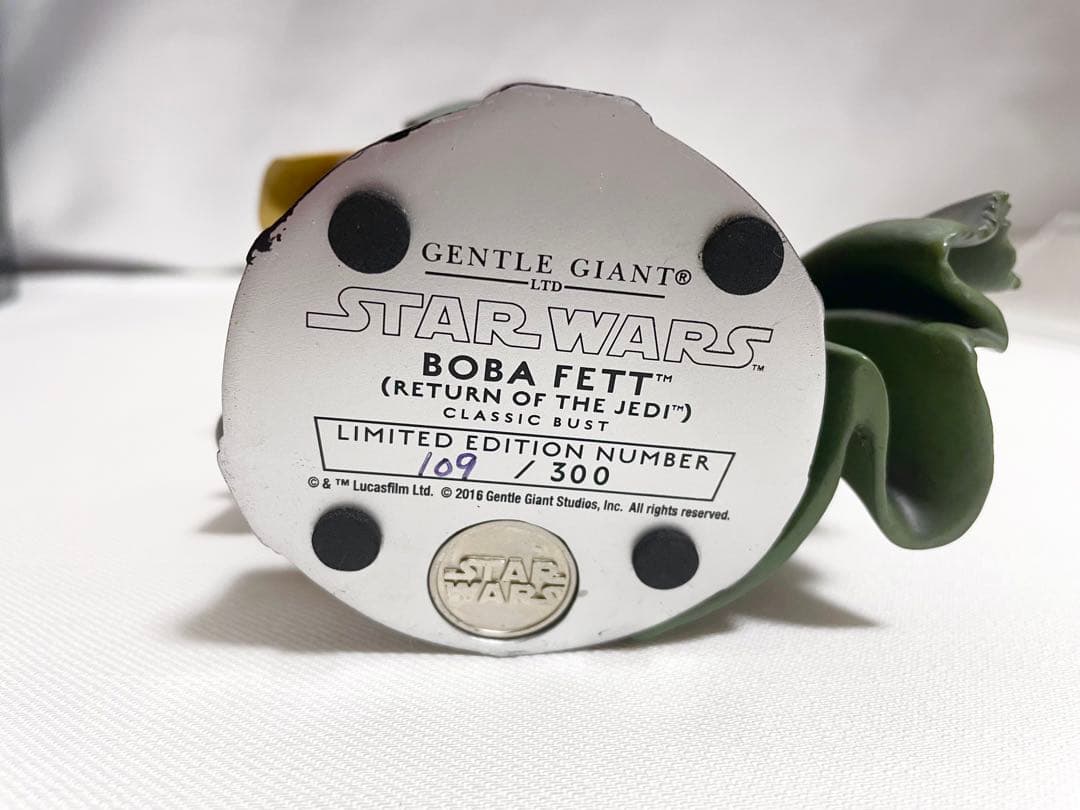 GENTLE GIANT®
LTD
STAR WARS™
BOBA FETT™
(RETURN OF THE JEDI™)
CLASSIC BUST
LIMITED EDITION NUMBER
109 / 300
© & ™ Lucasfilm Ltd. © 2016 Gentle Giant Studios, Inc. All rights reserved.
STAR
WARS